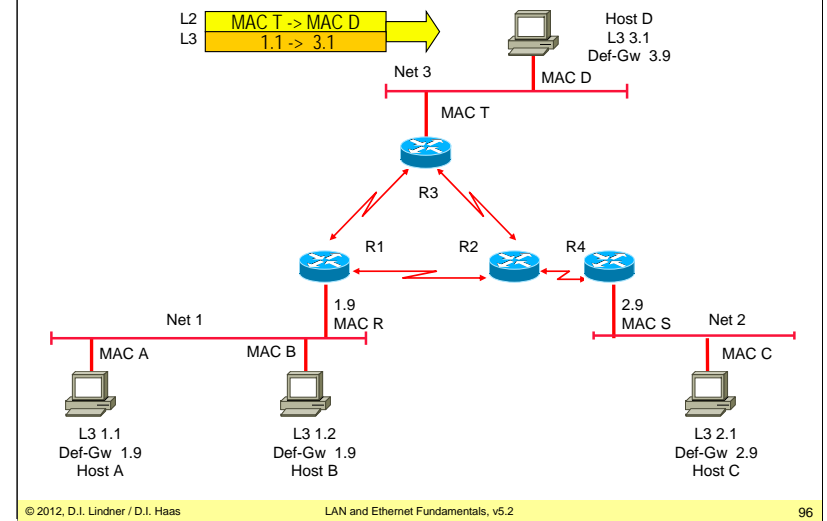 L2 MAC T -> MAC D
L3 1.1 -> 3.1
Host D
L3 3.1
Def-Gw 3.9
Net 3
MAC D
MAC T
R3
R1
R2
R4
1.9
MAC R
2.9
MAC S
Net 1
Net 2
MAC A
MAC B
MAC C
L3 1.1
Def-Gw 1.9
Host A
L3 1.2
Def-Gw 1.9
Host B
L3 2.1
Def-Gw 2.9
Host C
© 2012, D.I. Lindner / D.I. Haas
LAN and Ethernet Fundamentals, v5.2
96